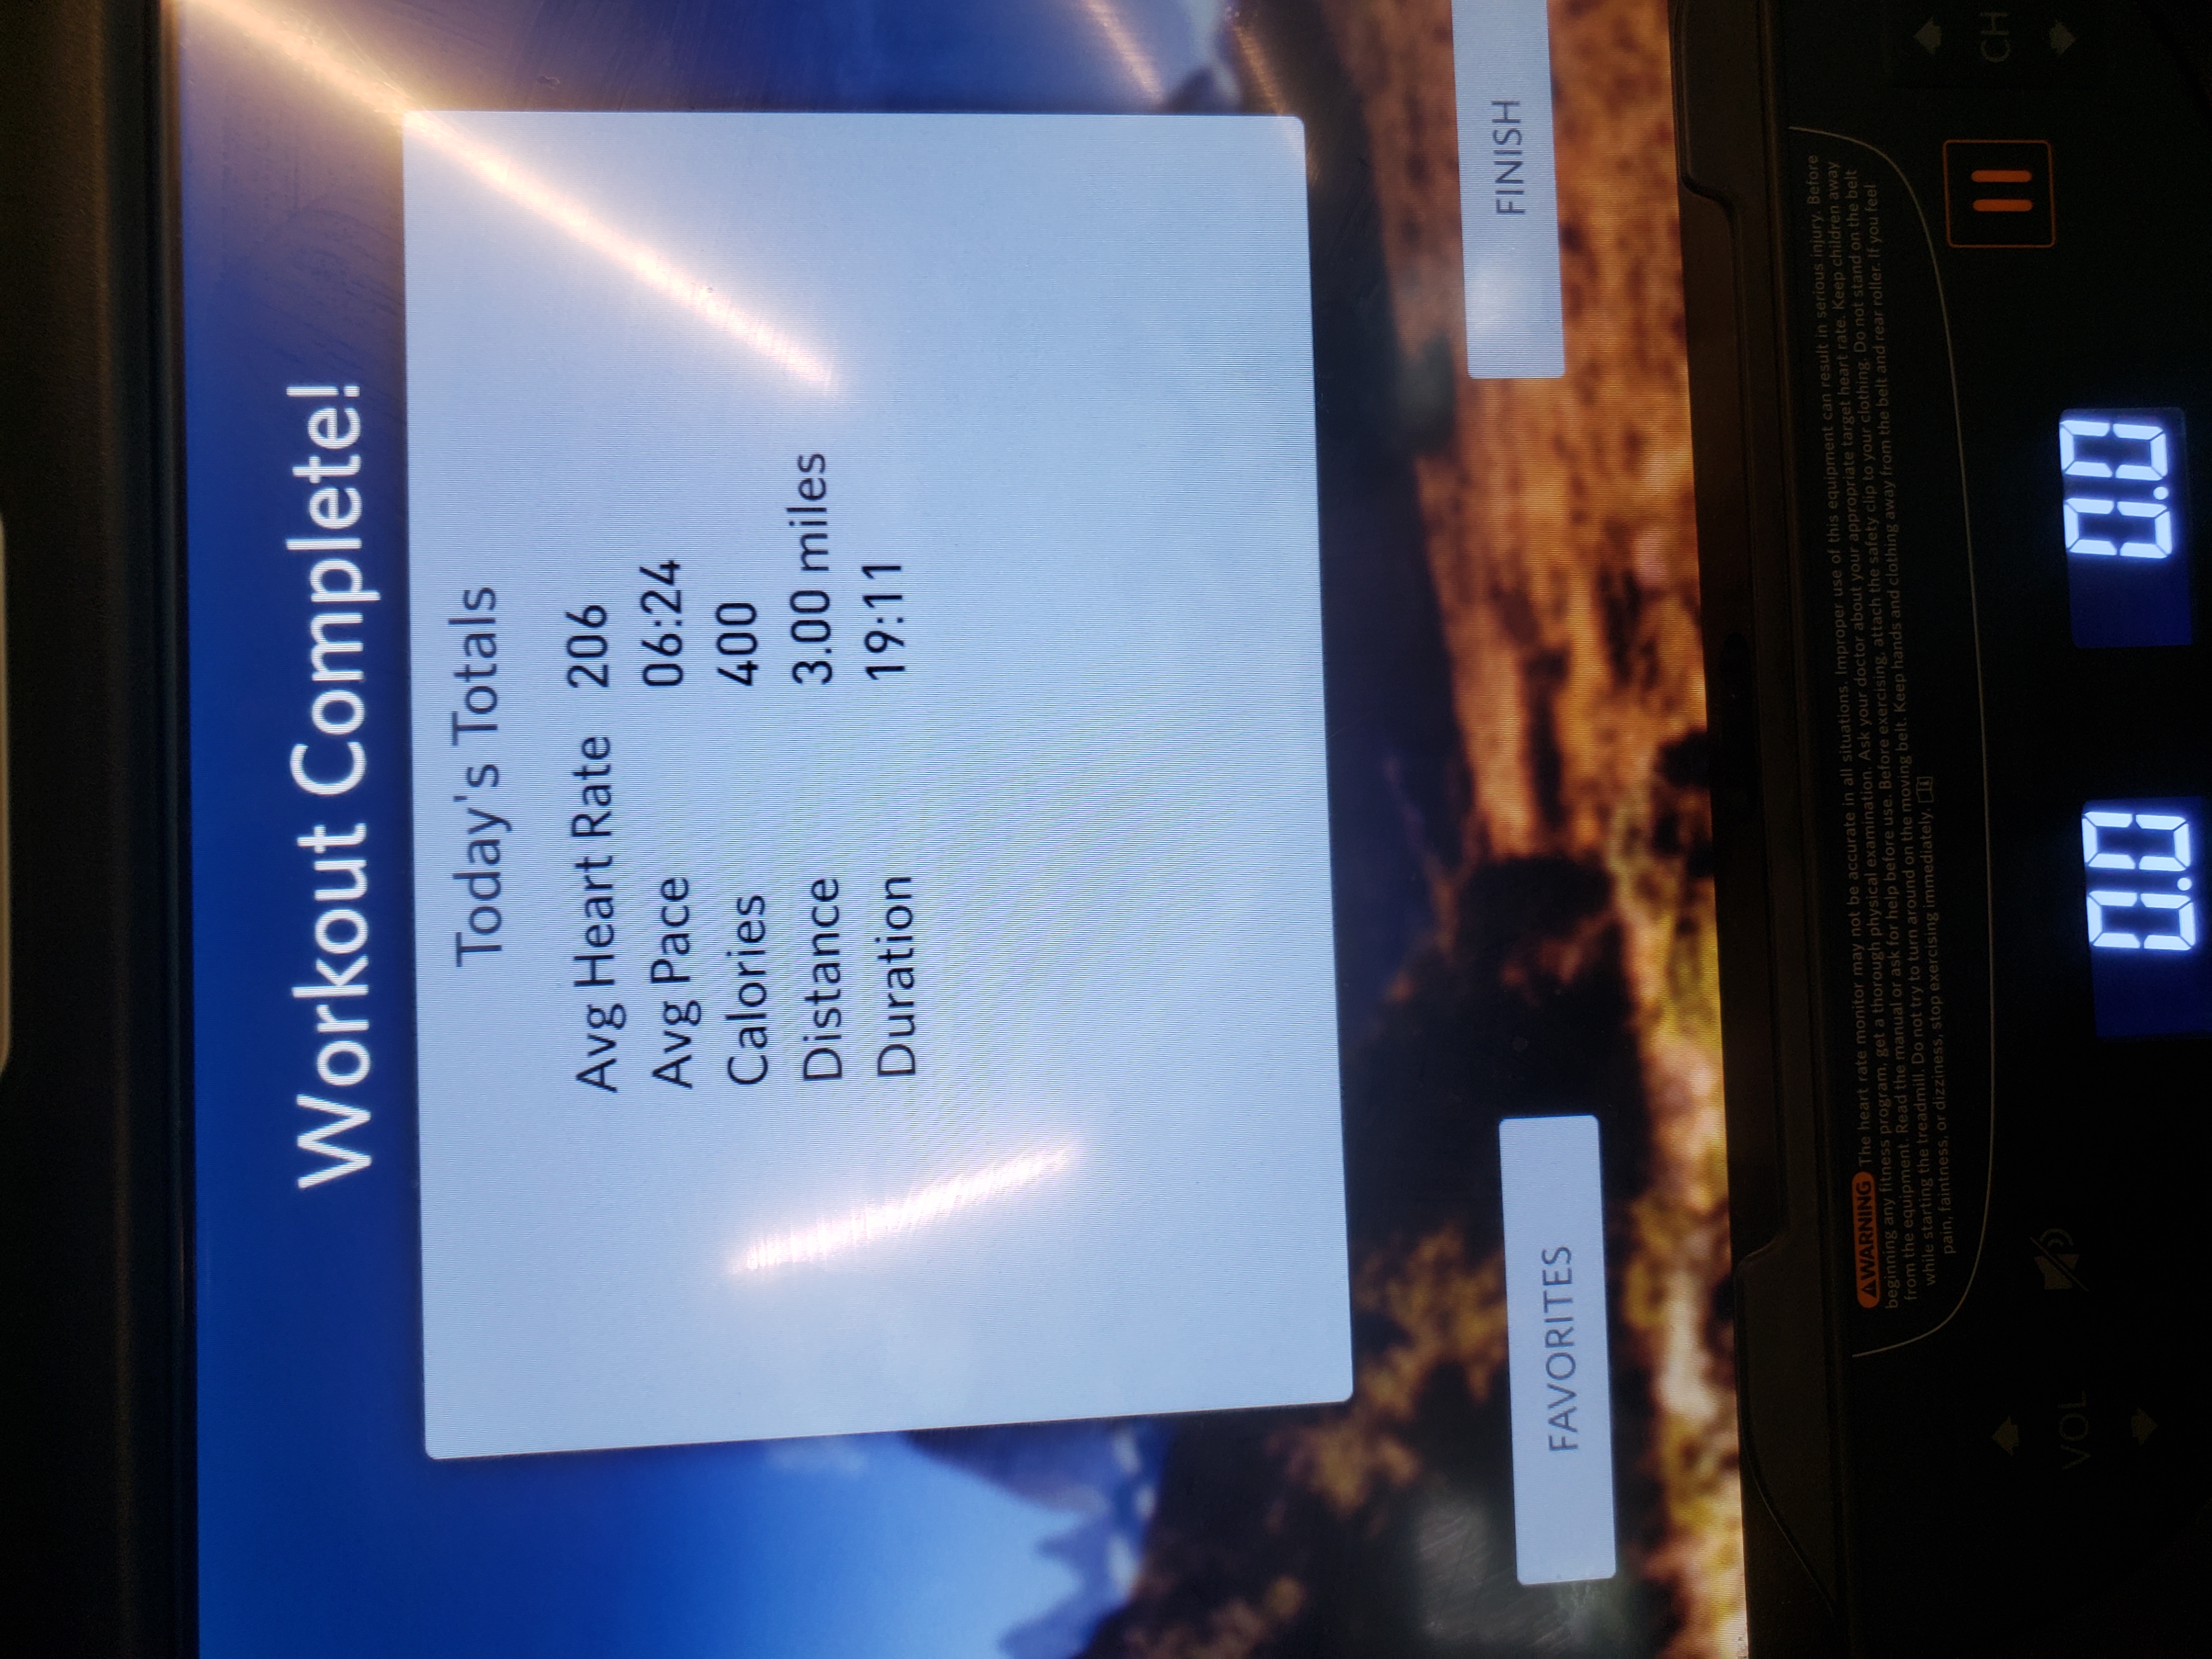 Workout Complete!
Today's Totals
Avg Heart Rate 206
Avg Pace 06:24
Calories 400
Distance 3.00 miles
Duration 19:11
FAVORITES
FINISH
⚠WARNING The heart rate monitor may not be accurate in all situations. Improper use of this equipment can result in serious injury. Before
beginning any fitness program, get a thorough physical examination. Ask your doctor about your appropriate target heart rate. Keep children away
from the equipment. Read the manual or ask for help before use. Before exercising, attach the safety clip to your clothing. Do not stand on the belt
while starting the treadmill. Do not try to turn around on the moving belt. Keep hands and clothing away from the belt and rear roller. If you feel
pain, faintness, or dizziness, stop exercising immediately.
VOL
CH
0.0
0.0